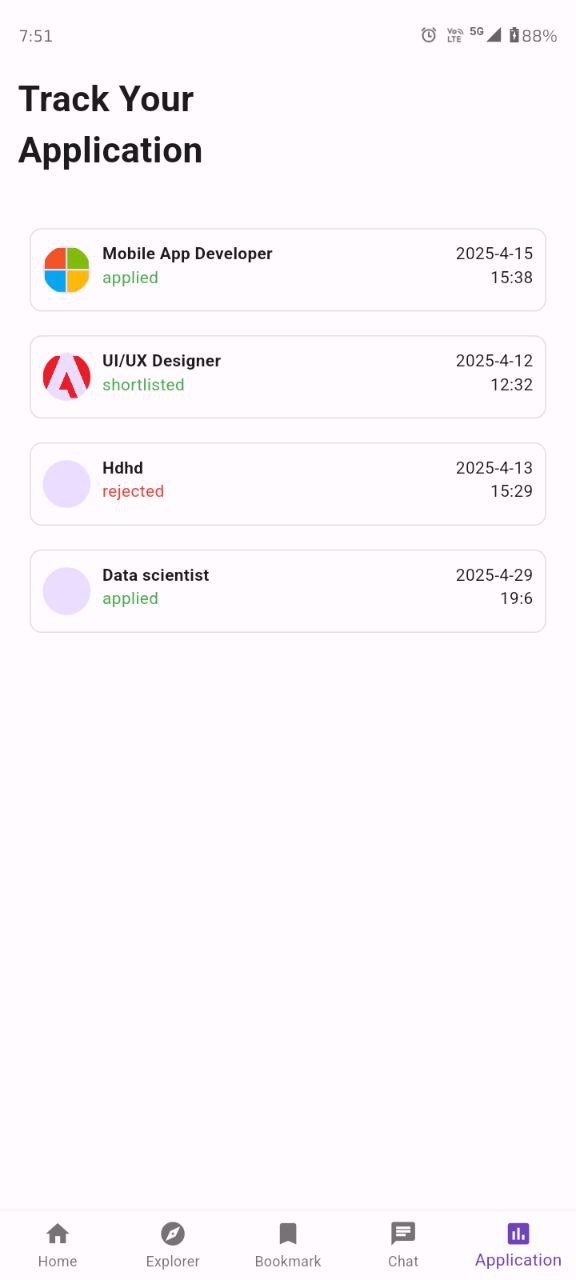 7:51 Vo LTE 5G 88%
Track Your
Application
Mobile App Developer 2025-4-15
applied 15:38
UI/UX Designer 2025-4-12
shortlisted 12:32
Hdhd 2025-4-13
rejected 15:29
Data scientist 2025-4-29
applied 19:6
Home Explorer Bookmark Chat Application